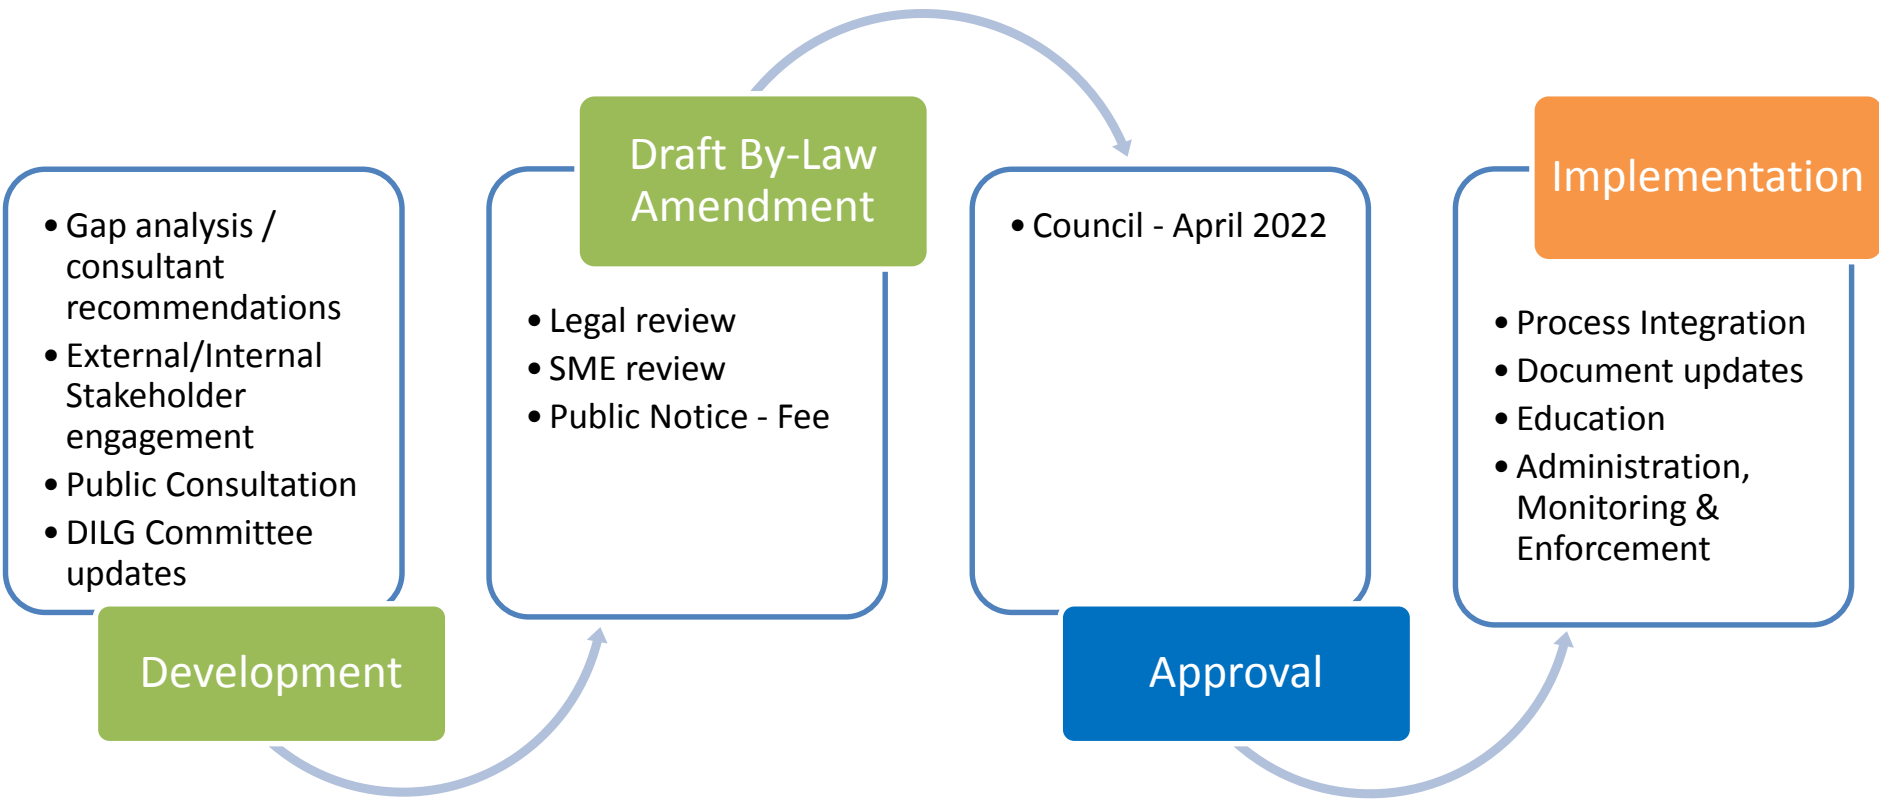 • Gap analysis /
consultant
recommendations
• External/Internal
Stakeholder
engagement
• Public Consultation
• DILG Committee
updates
Development
Draft By-Law
Amendment
• Legal review
• SME review
• Public Notice - Fee
• Council - April 2022
Approval
Implementation
• Process Integration
• Document updates
• Education
• Administration,
Monitoring &
Enforcement